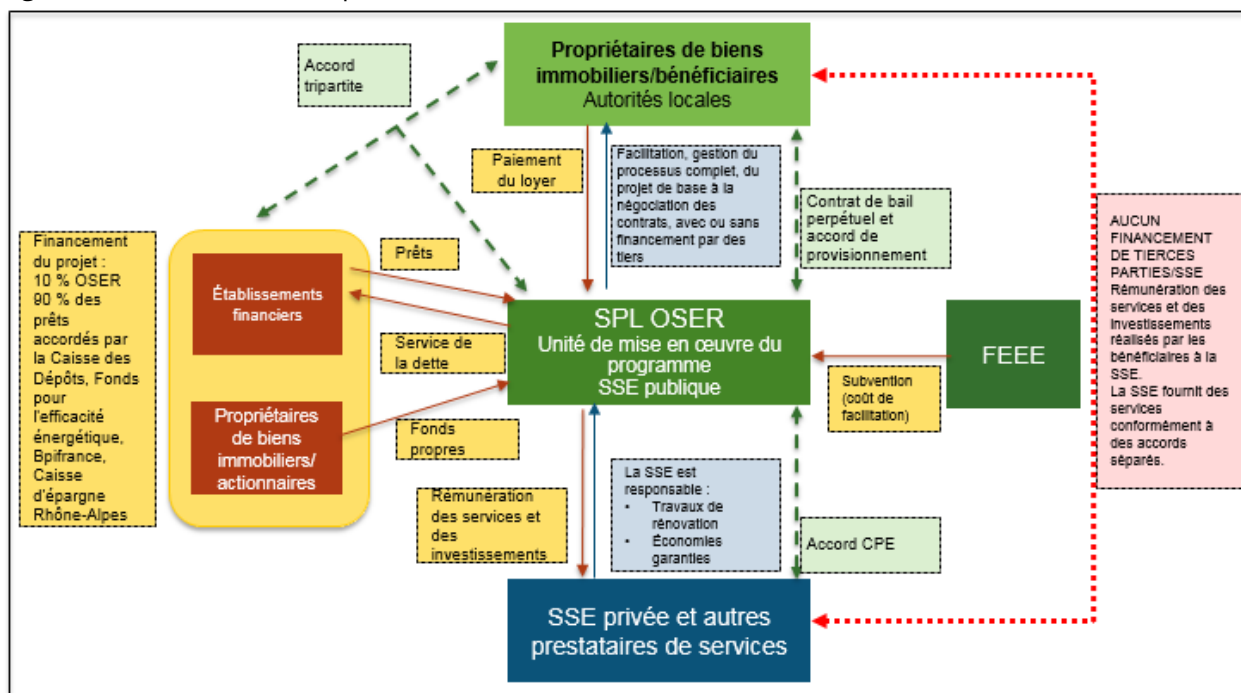 Propriétaires de biens
immobiliers/bénéficiaires
Autorités locales
Accord
tripartite
Paiement
du loyer
Facilitation, gestion du
processus complet, du
projet de base à la
négociation des
contrats, avec ou sans
financement par des
tiers
Contrat de bail
perpétuel et
accord de
provisionnement
AUCUN
FINANCEMENT
DE TIERCES
PARTIES/SSE
Rémunération des
services et des
investissements
réalisés par les
bénéficiaires à la
SSE.
La SSE fournit des
services
conformément à
des accords
séparés.
Financement
du projet :
10 % OSER
90 % des
prêts
accordés par
la Caisse des
Dépôts, Fonds
pour
l'efficacité
énergétique,
Bpifrance,
Caisse
d'épargne
Rhône-Alpes
Établissements
financiers
Propriétaires
de biens
immobiliers/
actionnaires
Prêts
Service de
la dette
Fonds
propres
SPL OSER
Unité de mise en œuvre du
programme
SSE publique
FEEE
Subvention
(coût de
facilitation)
Rémunération
des services et
des
investissements
La SSE est
responsable :
• Travaux de
rénovation
• Économies
garanties
Accord CPE
SSE privée et autres
prestataires de services